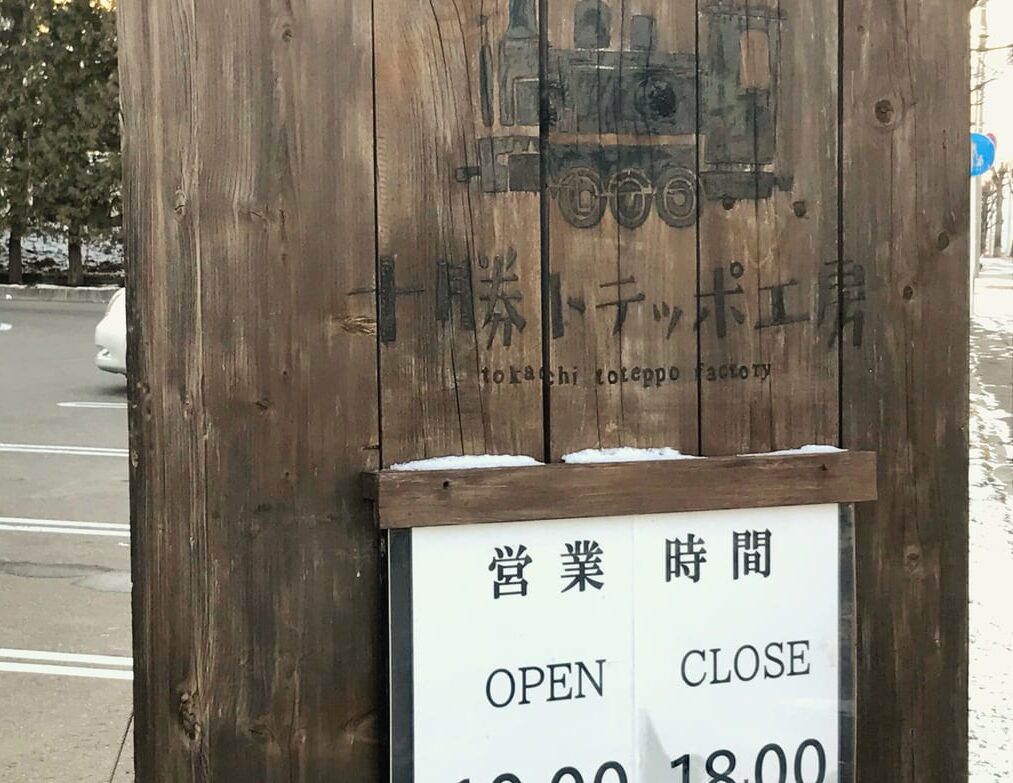 十勝トテッポ工房
tokachi toteppo factory
営業 時間
OPEN CLOSE
18:00